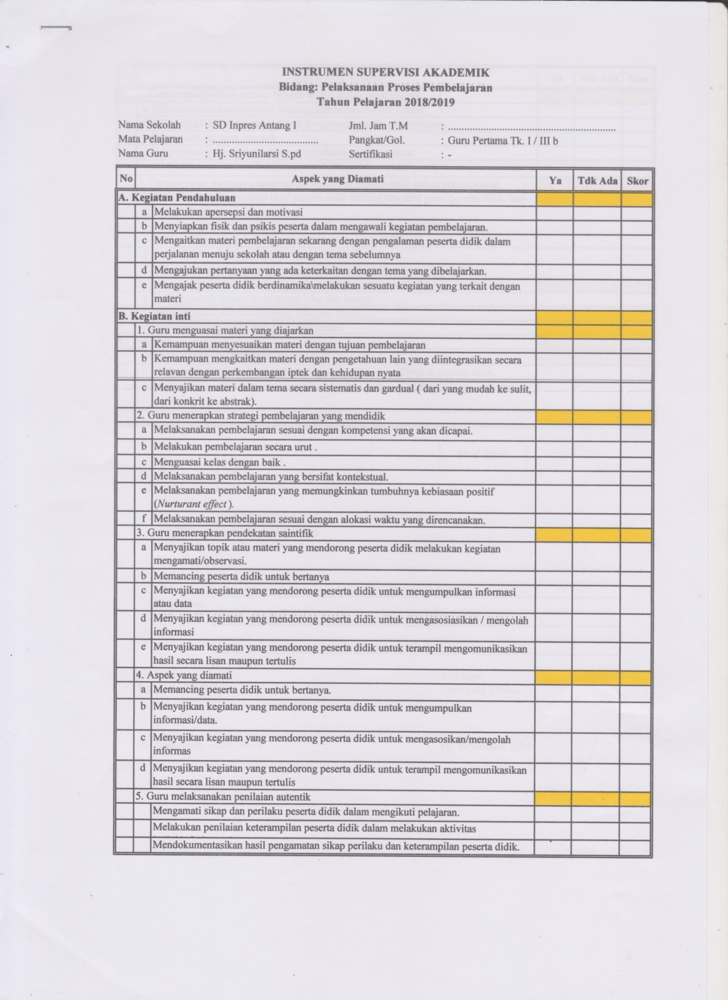 INSTRUMEN SUPERVISI AKADEMIK
Bidang: Pelaksanaan Proses Pembelajaran
Tahun Pelajaran 2018/2019
Nama Sekolah : SD Inpres Antang I Jml. Jam T.M : ........................................................
Mata Pelajaran : ................................... Pangkat/Gol. : Guru Pertama Tk. I / III b
Nama Guru : Hj. Sriyunilarsi S.pd Sertifikasi : -
No Aspek yang Diamati Ya Tdk Ada Skor
A. Kegiatan Pendahuluan
a Melakukan apersepsi dan motivasi
b Menyiapkan fisik dan psikis peserta dalam mengawali kegiatan pembelajaran.
c Mengaitkan materi pembelajaran sekarang dengan pengalaman peserta didik dalam
perjalanan menuju sekolah atau dengan tema sebelumnya
d Mengajukan pertanyaan yang ada keterkaitan dengan tema yang dibelajarkan.
e Mengajak peserta didik berdinamika\melakukan sesuatu kegiatan yang terkait dengan
materi
B. Kegiatan inti
1. Guru menguasai materi yang diajarkan
a Kemampuan menyesuaikan materi dengan tujuan pembelajaran
b Kemampuan mengkaitkan materi dengan pengetahuan lain yang diintegrasikan secara
relavan dengan perkembangan iptek dan kehidupan nyata
c Menyajikan materi dalam tema secara sistematis dan gardual ( dari yang mudah ke sulit,
dari konkrit ke abstrak).
2. Guru menerapkan strategi pembelajaran yang mendidik
a Melaksanakan pembelajaran sesuai dengan kompetensi yang akan dicapai.
b Melakukan pembelajaran secara urut .
c Menguasai kelas dengan baik .
d Melaksanakan pembelajaran yang bersifat kontekstual.
e Melaksanakan pembelajaran yang memungkinkan tumbuhnya kebiasaan positif
(Nurturant effect ).
f Melaksanakan pembelajaran sesuai dengan alokasi waktu yang direncanakan.
3. Guru menerapkan pendekatan saintifik
a Menyajikan topik atau materi yang mendorong peserta didik melakukan kegiatan
mengamati/observasi.
b Memancing peserta didik untuk bertanya
c Menyajikan kegiatan yang mendorong peserta didik untuk mengumpulkan informasi
atau data
d Menyajikan kegiatan yang mendorong peserta didik untuk mengasosiasikan / mengolah
informasi
e Menyajikan kegiatan yang mendorong peserta didik untuk terampil mengomunikasikan
hasil secara lisan maupun tertulis
4. Aspek yang diamati
a Memancing peserta didik untuk bertanya.
b Menyajikan kegiatan yang mendorong peserta didik untuk mengumpulkan
informasi/data.
c Menyajikan kegiatan yang mendorong peserta didik untuk mengasosikan/mengolah
informas
d Menyajikan kegiatan yang mendorong peserta didik untuk terampil mengomunikasikan
hasil secara lisan maupun tertulis
5. Guru melaksanakan penilaian autentik
Mengamati sikap dan perilaku peserta didik dalam mengikuti pelajaran.
Melakukan penilaian keterampilan peserta didik dalam melakukan aktivitas
Mendokumentasikan hasil pengamatan sikap perilaku dan keterampilan peserta didik.